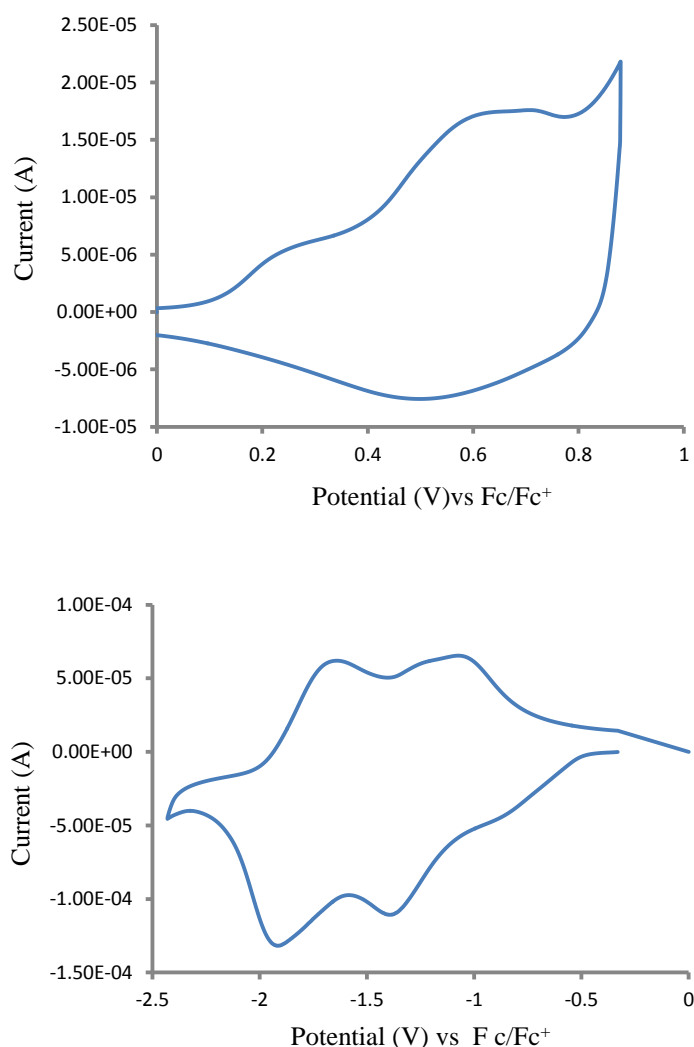 2.50E-05
2.00E-05
1.50E-05
1.00E-05
5.00E-06
0.00E+00
-5.00E-06
-1.00E-05
Current (A)
0 0.2 0.4 0.6 0.8 1
Potential (V)vs Fc/Fc⁺
1.00E-04
5.00E-05
0.00E+00
-5.00E-05
-1.00E-04
-1.50E-04
Current (A)
-2.5 -2 -1.5 -1 -0.5 0
Potential (V) vs F c/Fc⁺